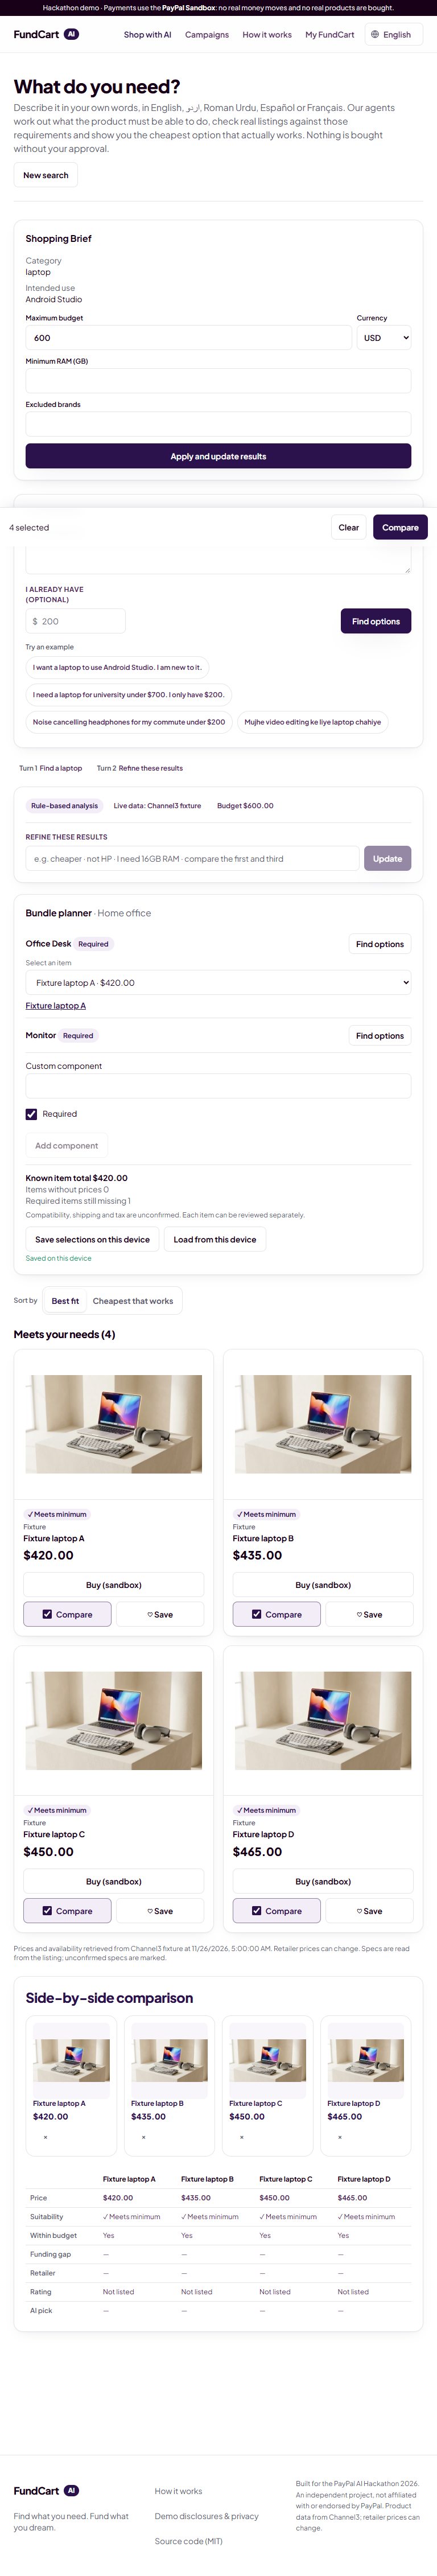 Hackathon demo · Payments use the PayPal Sandbox: no real money moves and no real products are bought.
FundCart AI
Shop with AI
Campaigns
How it works
My FundCart
English
What do you need?
Describe it in your own words, in English, اردو, Roman Urdu, Español or Français. Our agents
work out what the product must be able to do, check real listings against those
requirements and show you the cheapest option that actually works. Nothing is bought
without your approval.
New search
Shopping Brief
Category
laptop
Intended use
Android Studio
Maximum budget
Currency
600
USD
Minimum RAM (GB)
Excluded brands
Apply and update results
4 selected
Clear
Compare
I ALREADY HAVE
(OPTIONAL)
$ 200
Find options
Try an example
I want a laptop to use Android Studio. I am new to it.
I need a laptop for university under $700. I only have $200.
Noise cancelling headphones for my commute under $200
Mujhe video editing ke liye laptop chahiye
Turn 1 Find a laptop
Turn 2 Refine these results
Rule-based analysis
Live data: Channel3 fixture
Budget $600.00
REFINE THESE RESULTS
e.g. cheaper · not HP · I need 16GB RAM · compare the first and third
Update
Bundle planner · Home office
Office Desk Required
Find options
Select an item
Fixture laptop A · $420.00
Fixture laptop A
Monitor Required
Find options
Custom component
Required
Add component
Known item total $420.00
Items without prices 0
Required items still missing 1
Compatibility, shipping and tax are unconfirmed. Each item can be reviewed separately.
Save selections on this device
Load from this device
Saved on this device
Sort by
Best fit
Cheapest that works
Meets your needs (4)
✓ Meets minimum
Fixture
Fixture laptop A
$420.00
Buy (sandbox)
Compare
♡ Save
✓ Meets minimum
Fixture
Fixture laptop B
$435.00
Buy (sandbox)
Compare
♡ Save
✓ Meets minimum
Fixture
Fixture laptop C
$450.00
Buy (sandbox)
Compare
♡ Save
✓ Meets minimum
Fixture
Fixture laptop D
$465.00
Buy (sandbox)
Compare
♡ Save
Prices and availability retrieved from Channel3 fixture at 11/26/2026, 5:00:00 AM. Retailer prices can change. Specs are read
from the listing; unconfirmed specs are marked.
Side-by-side comparison
Fixture laptop A
$420.00
×
Fixture laptop B
$435.00
×
Fixture laptop C
$450.00
×
Fixture laptop D
$465.00
×
Fixture laptop A Fixture laptop B Fixture laptop C Fixture laptop D
Price $420.00 $435.00 $450.00 $465.00
Suitability ✓ Meets minimum ✓ Meets minimum ✓ Meets minimum ✓ Meets minimum
Within budget Yes Yes Yes Yes
Funding gap — — — —
Retailer — — — —
Rating Not listed Not listed Not listed Not listed
AI pick — — — —
FundCart AI
Find what you need. Fund what
you dream.
How it works
Demo disclosures & privacy
Source code (MIT)
Built for the PayPal AI Hackathon 2026.
An independent project, not affiliated
with or endorsed by PayPal. Product
data from Channel3; retailer prices can
change.